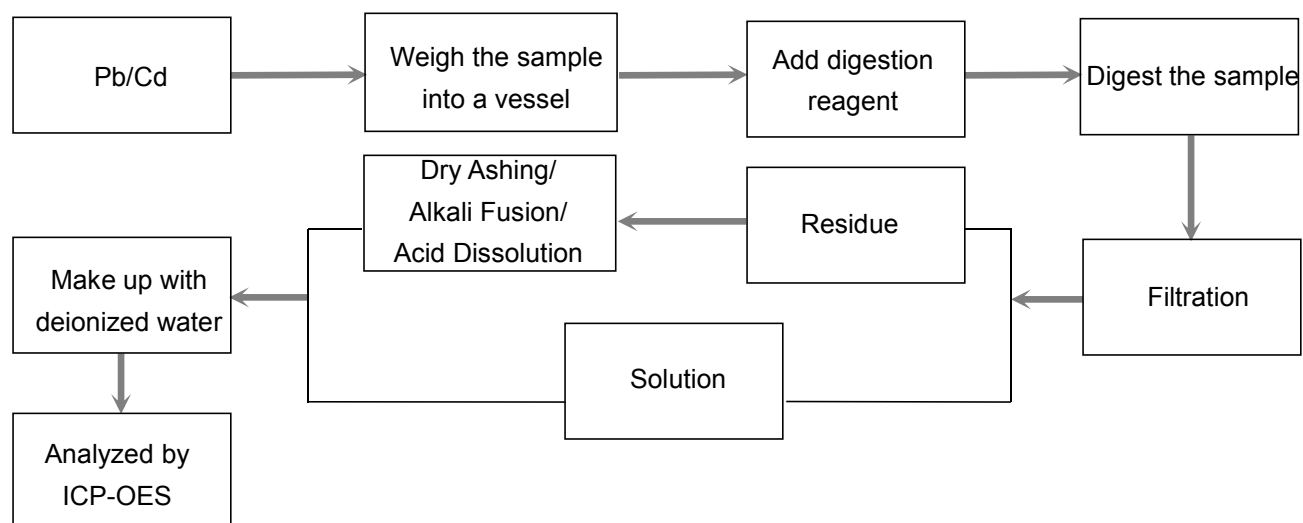 Pb/Cd
Weigh the sample
into a vessel
Add digestion
reagent
Digest the sample
Filtration
Residue
Dry Ashing/
Alkali Fusion/
Acid Dissolution
Solution
Make up with
deionized water
Analyzed by
ICP-OES